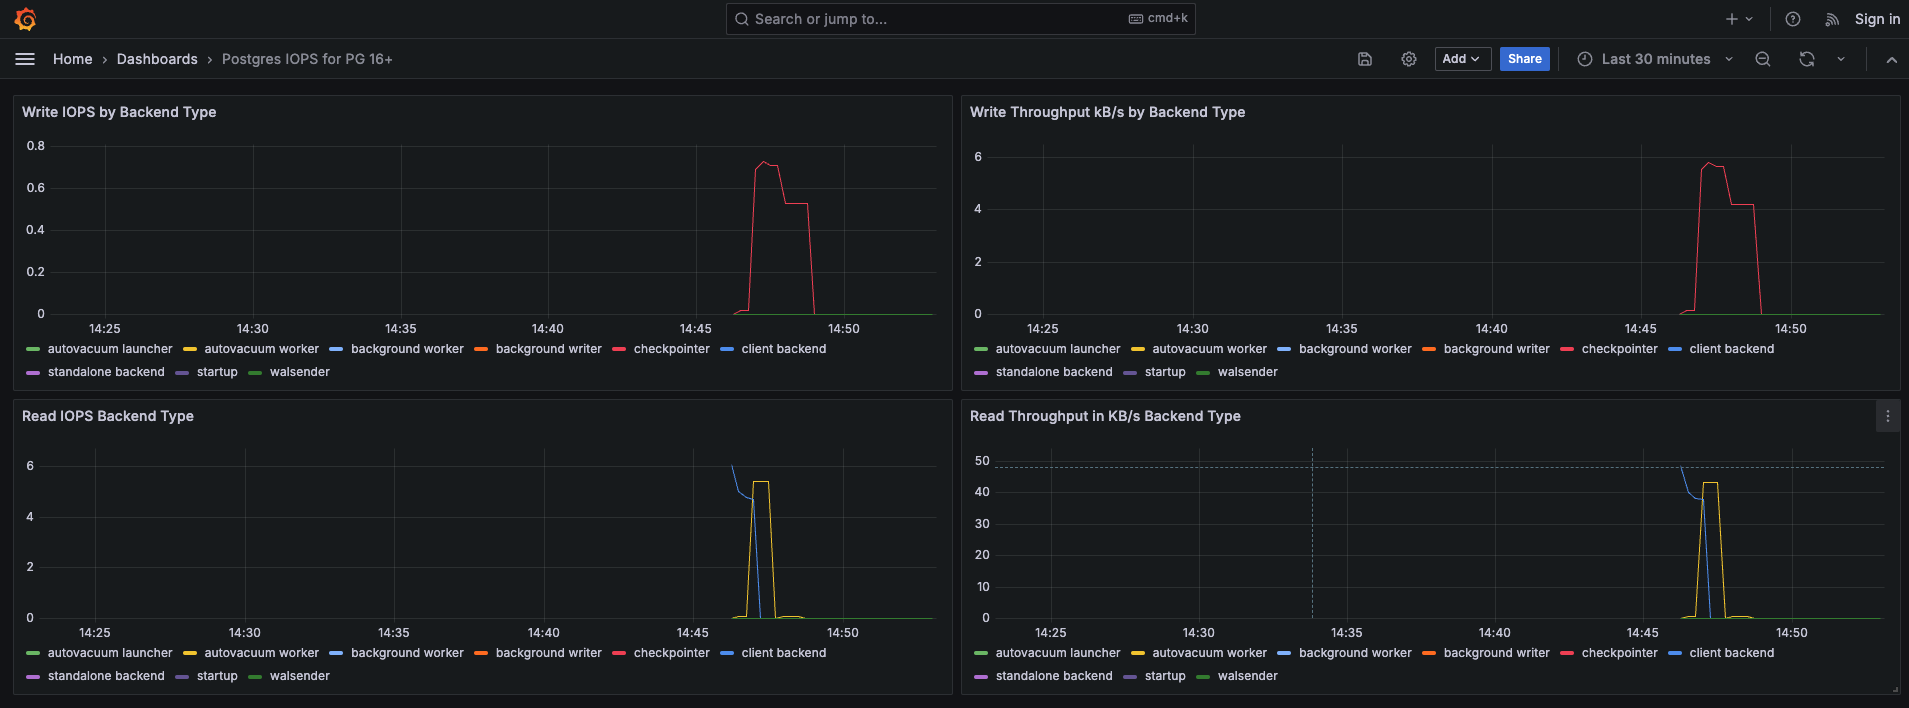 Search or jump to...
cmd+k
Sign in
Home › Dashboards › Postgres IOPS for PG 16+
Add
Share
Last 30 minutes
Write IOPS by Backend Type
0.8
0.6
0.4
0.2
0
14:25 14:30 14:35 14:40 14:45 14:50
autovacuum launcher autovacuum worker background worker background writer checkpointer client backend
standalone backend startup walsender
Write Throughput kB/s by Backend Type
6
4
2
0
14:25 14:30 14:35 14:40 14:45 14:50
autovacuum launcher autovacuum worker background worker background writer checkpointer client backend
standalone backend startup walsender
Read IOPS Backend Type
6
4
2
0
14:25 14:30 14:35 14:40 14:45 14:50
autovacuum launcher autovacuum worker background worker background writer checkpointer client backend
standalone backend startup walsender
Read Throughput in KB/s Backend Type
50
40
30
20
10
0
14:25 14:30 14:35 14:40 14:45 14:50
autovacuum launcher autovacuum worker background worker background writer checkpointer client backend
standalone backend startup walsender